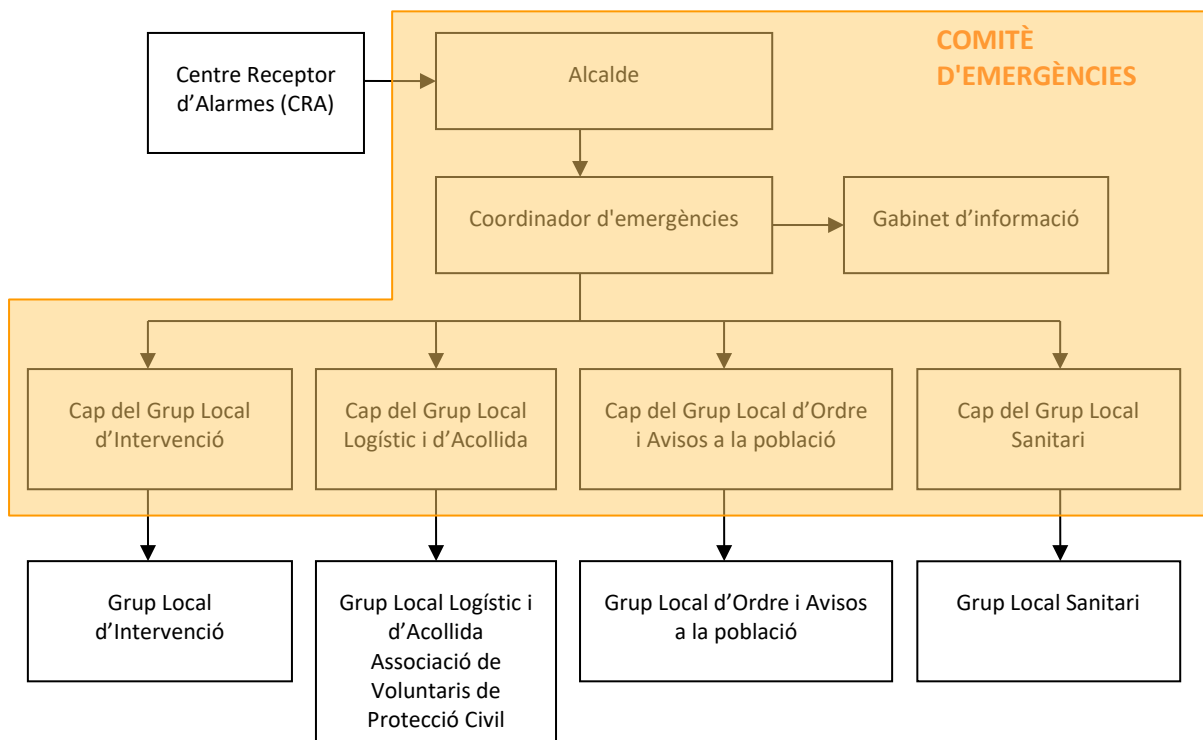 COMITÈ
D'EMERGÈNCIES
Centre Receptor
d’Alarmes (CRA)
Alcalde
Coordinador d'emergències
Gabinet d’informació
Cap del Grup Local
d’Intervenció
Cap del Grup Local
Logístic i d’Acollida
Cap del Grup Local d’Ordre
i Avisos a la població
Cap del Grup Local
Sanitari
Grup Local
d’Intervenció
Grup Local Logístic i
d’Acollida
Associació de
Voluntaris de
Protecció Civil
Grup Local d’Ordre i Avisos
a la població
Grup Local Sanitari